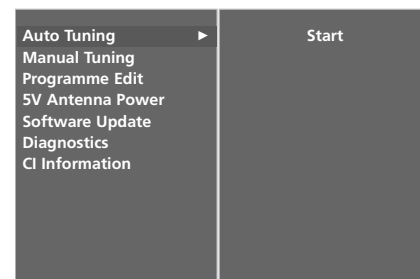 Auto Tuning ► Start
Manual Tuning
Programme Edit
5V Antenna Power
Software Update
Diagnostics
CI Information